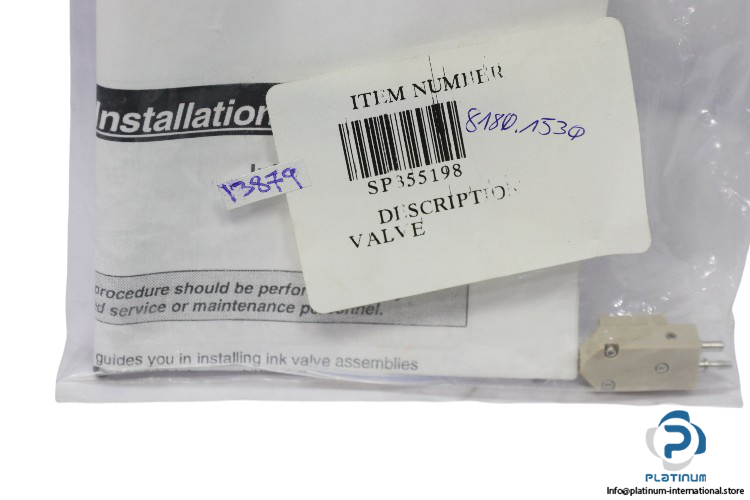 Installation
ITEM NUMBER
8180.1530
SP355198
13879
DESCRIPTION
VALVE
procedure should be perfor
service or maintenance personnel.
guides you in installing ink valve assemblies
PLATINUM
Info@platinum-international.store